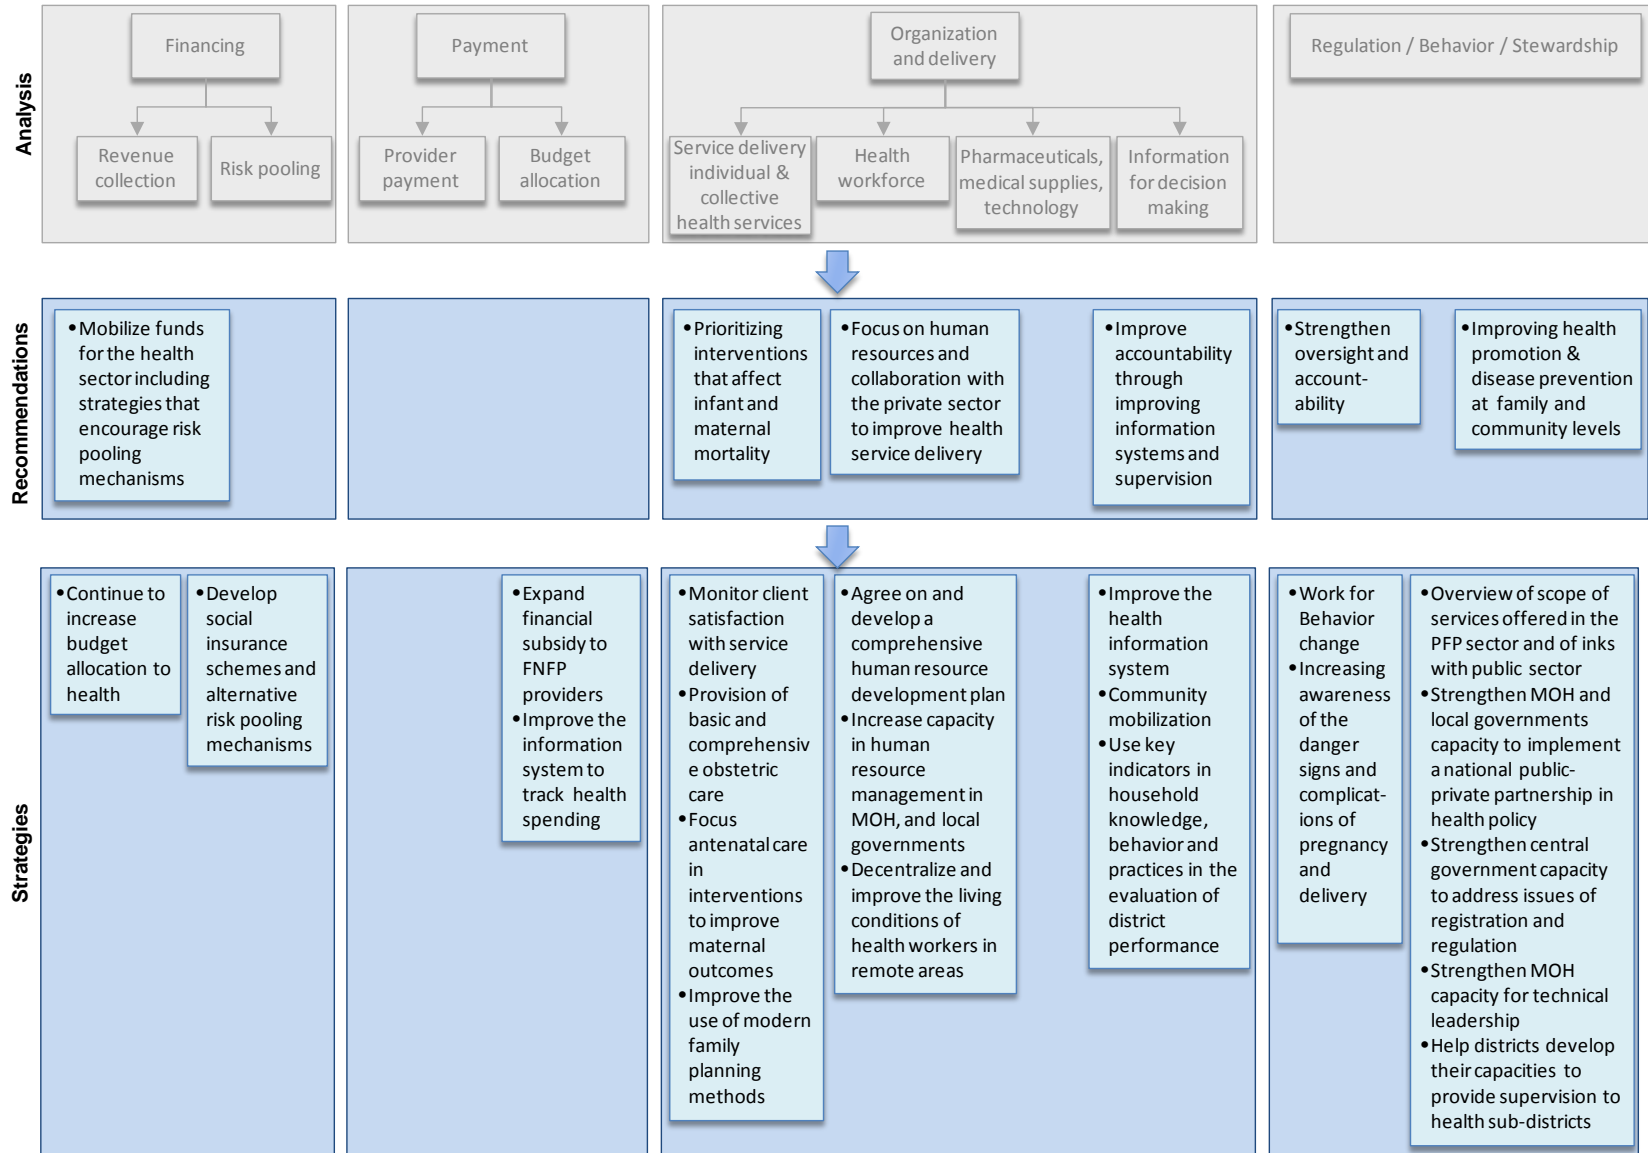 Analysis
Financing
Revenue
collection
Risk pooling
Payment
Provider
payment
Budget
allocation
Organization
and delivery
Service delivery
individual &
collective
health services
Health
workforce
Pharmaceuticals,
medical supplies,
technology
Information
for decision
making
Regulation / Behavior / Stewardship
Recommendations
• Mobilize funds
for the health
sector including
strategies that
encourage risk
pooling
mechanisms
• Prioritizing
interventions
that affect
infant and
maternal
mortality
• Focus on human
resources and
collaboration with
the private sector
to improve health
service delivery
• Improve
accountability
through
improving
information
systems and
supervision
• Strengthen
oversight and
account-
ability
• Improving health
promotion &
disease prevention
at family and
community levels
Strategies
• Continue to
increase
budget
allocation to
health
• Develop
social
insurance
schemes and
alternative
risk pooling
mechanisms
• Expand
financial
subsidy to
FNFP
providers
• Improve the
information
system to
track health
spending
• Monitor client
satisfaction
with service
delivery
• Provision of
basic and
comprehensiv
e obstetric
care
• Focus
antenatal care
in
interventions
to improve
maternal
outcomes
• Improve the
use of modern
family
planning
methods
• Agree on and
develop a
comprehensive
human resource
development plan
• Increase capacity
in human
resource
management in
MOH, and local
governments
• Decentralize and
improve the living
conditions of
health workers in
remote areas
• Improve the
health
information
system
• Community
mobilization
• Use key
indicators in
household
knowledge,
behavior and
practices in the
evaluation of
district
performance
• Work for
Behavior
change
• Increasing
awareness
of the
danger
signs and
complicat-
ions of
pregnancy
and
delivery
• Overview of scope of
services offered in the
PFP sector and of inks
with public sector
• Strengthen MOH and
local governments
capacity to implement
a national public-
private partnership in
health policy
• Strengthen central
government capacity
to address issues of
registration and
regulation
• Strengthen MOH
capacity for technical
leadership
• Help districts develop
their capacities to
provide supervision to
health sub-districts